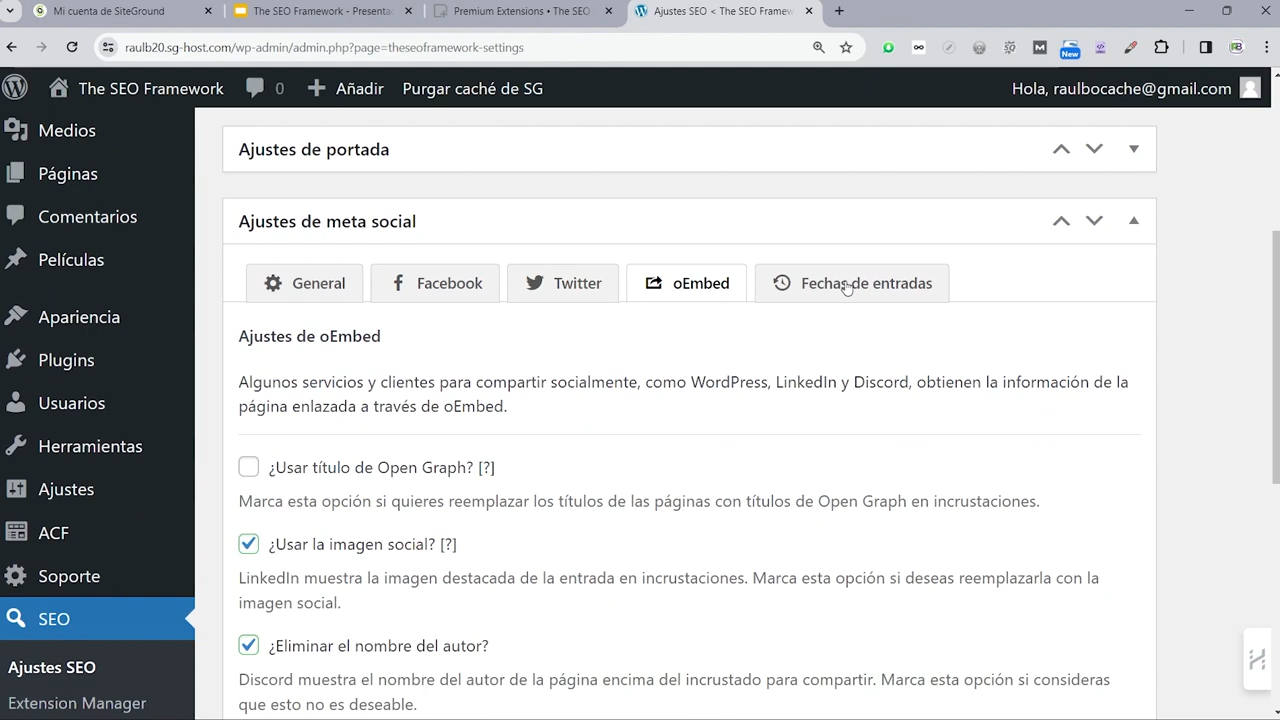 Mi cuenta de SiteGround
The SEO Framework - Presenta
Premium Extensions • The SEO
Ajustes SEO < The SEO Framew
raulb20.sg-host.com/wp-admin/admin.php?page=theseoframework-settings
New
The SEO Framework
0
Añadir
Purgar caché de SG
Hola, raulbocache@gmail.com
Medios
Páginas
Comentarios
Películas
Apariencia
Plugins
Usuarios
Herramientas
Ajustes
ACF
Soporte
SEO
Ajustes SEO
Extension Manager
Ajustes de portada
Ajustes de meta social
General
Facebook
Twitter
oEmbed
Fechas de entradas
Ajustes de oEmbed
Algunos servicios y clientes para compartir socialmente, como WordPress, LinkedIn y Discord, obtienen la información de la
página enlazada a través de oEmbed.
¿Usar título de Open Graph? [?]
Marca esta opción si quieres reemplazar los títulos de las páginas con títulos de Open Graph en incrustaciones.
¿Usar la imagen social? [?]
LinkedIn muestra la imagen destacada de la entrada en incrustaciones. Marca esta opción si deseas reemplazarla con la
imagen social.
¿Eliminar el nombre del autor?
Discord muestra el nombre del autor de la página encima del incrustado para compartir. Marca esta opción si consideras
que esto no es deseable.